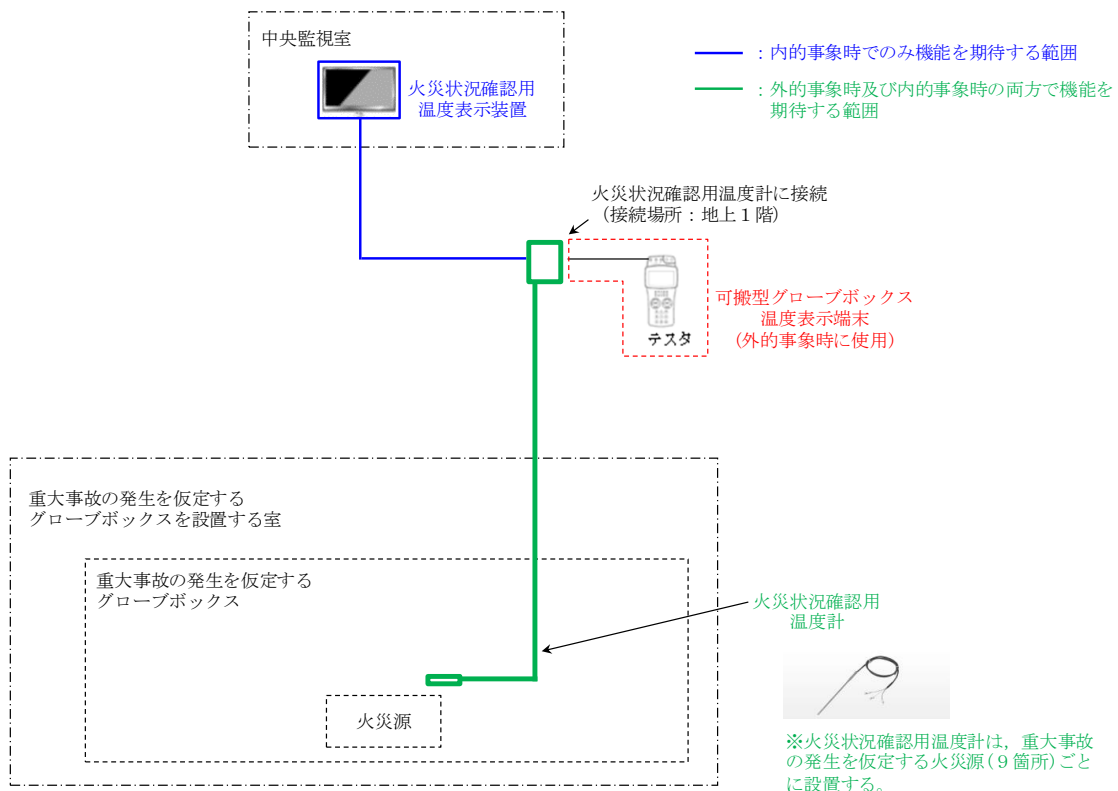 中央監視室
火災状況確認用
温度表示装置
：内的事象時でのみ機能を期待する範囲
：外的事象時及び内的事象時の両方で機能を
期待する範囲
火災状況確認用温度計に接続
（接続場所：地上１階）
テスタ
可搬型グローブボックス
温度表示端末
（外的事象時に使用）
重大事故の発生を仮定する
グローブボックスを設置する室
重大事故の発生を仮定する
グローブボックス
火災源
火災状況確認用
温度計
※火災状況確認用温度計は，重大事故
の発生を仮定する火災源（９箇所）ごと
に設置する。